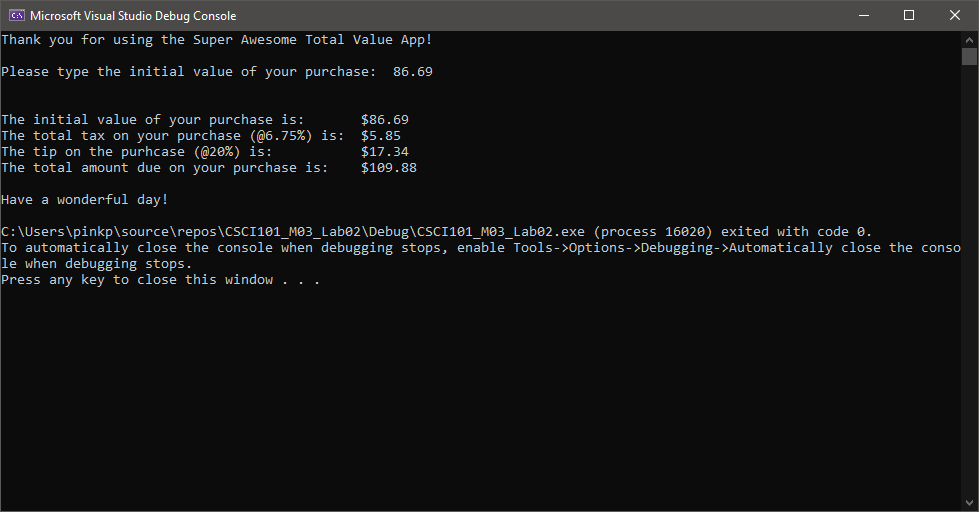 Microsoft Visual Studio Debug Console
Thank you for using the Super Awesome Total Value App!
Please type the initial value of your purchase:  86.69
The initial value of your purchase is:       $86.69
The total tax on your purchase (@6.75%) is:  $5.85
The tip on the purhcase (@20%) is:           $17.34
The total amount due on your purchase is:    $109.88
Have a wonderful day!
C:\Users\pinkp\source\repos\CSCI101_M03_Lab02\Debug\CSCI101_M03_Lab02.exe (process 16020) exited with code 0.
To automatically close the console when debugging stops, enable Tools->Options->Debugging->Automatically close the conso
le when debugging stops.
Press any key to close this window . . .